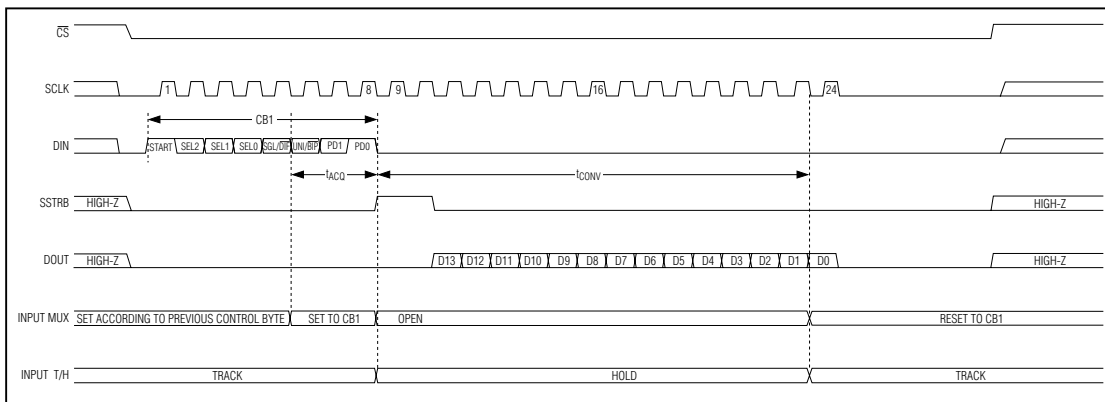 CS
SCLK 1 8 9 16 24
CB1
DIN START SEL2 SEL1 SEL0 SGL/DIF UNI/BIP PD1 PD0
tACQ tCONV
SSTRB HIGH-Z HIGH-Z
DOUT HIGH-Z D13 D12 D11 D10 D9 D8 D7 D6 D5 D4 D3 D2 D1 D0 HIGH-Z
INPUT MUX SET ACCORDING TO PREVIOUS CONTROL BYTE SET TO CB1 OPEN RESET TO CB1
INPUT T/H TRACK HOLD TRACK